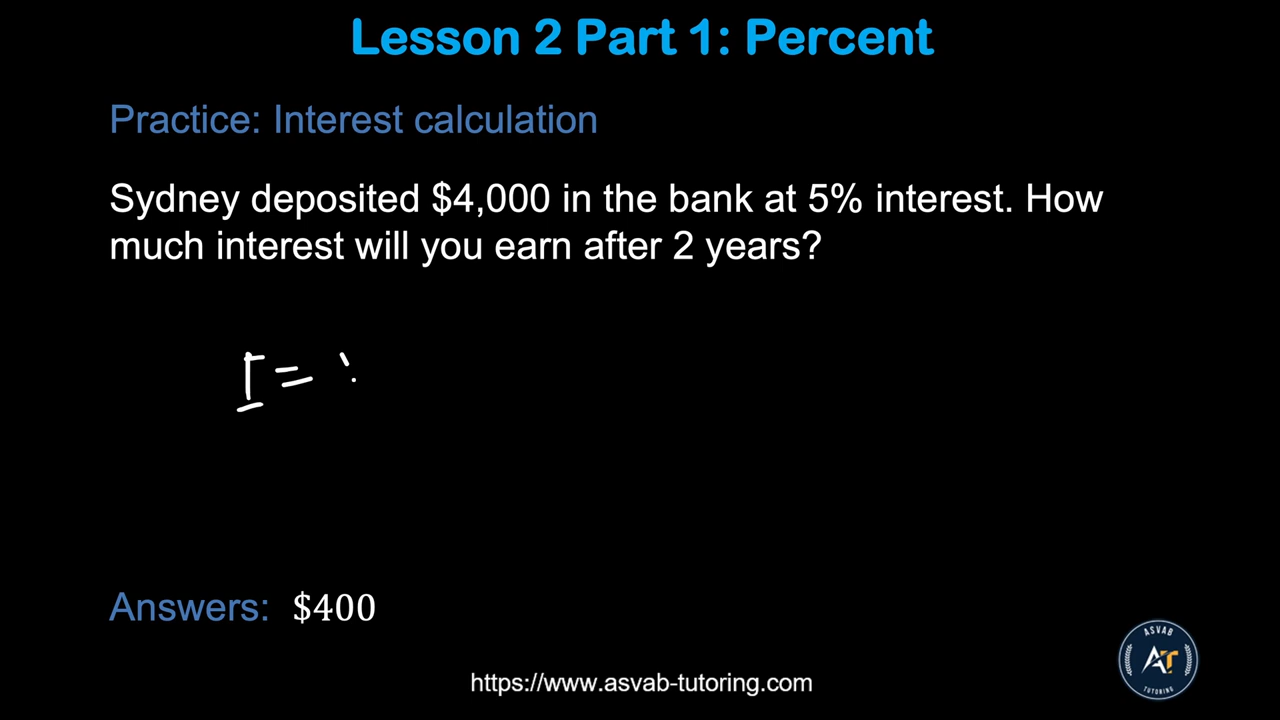 Lesson 2 Part 1: Percent
Practice: Interest calculation
Sydney deposited $4,000 in the bank at 5% interest. How
much interest will you earn after 2 years?
I =
Answers: $400
https://www.asvab-tutoring.com
ASVAB
AT
TUTORING